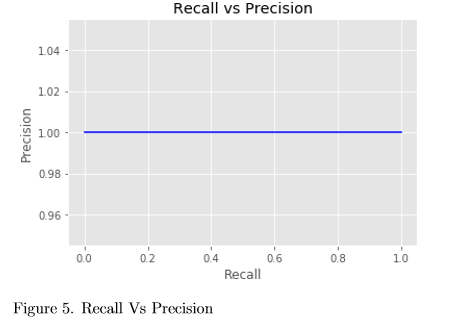 Recall vs Precision
1.04
1.02
1.00
0.98
0.96
Precision
0.0 0.2 0.4 0.6 0.8 1.0
Recall
Figure 5. Recall Vs Precision